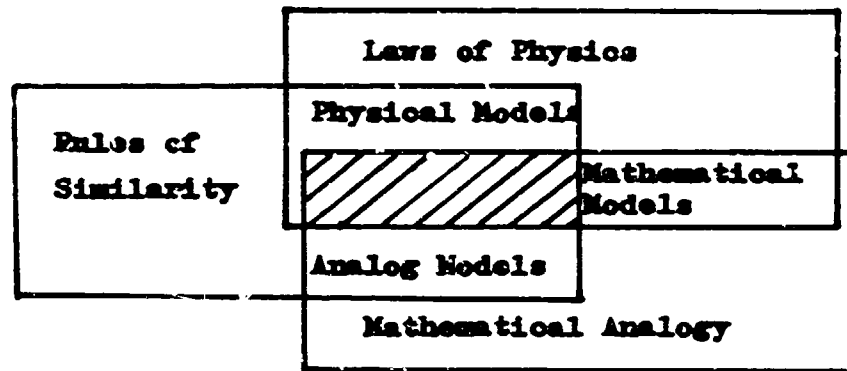 Laws of Physics
Physical Models
Rules of
Similarity
Mathematical
Models
Analog Models
Mathematical Analogy